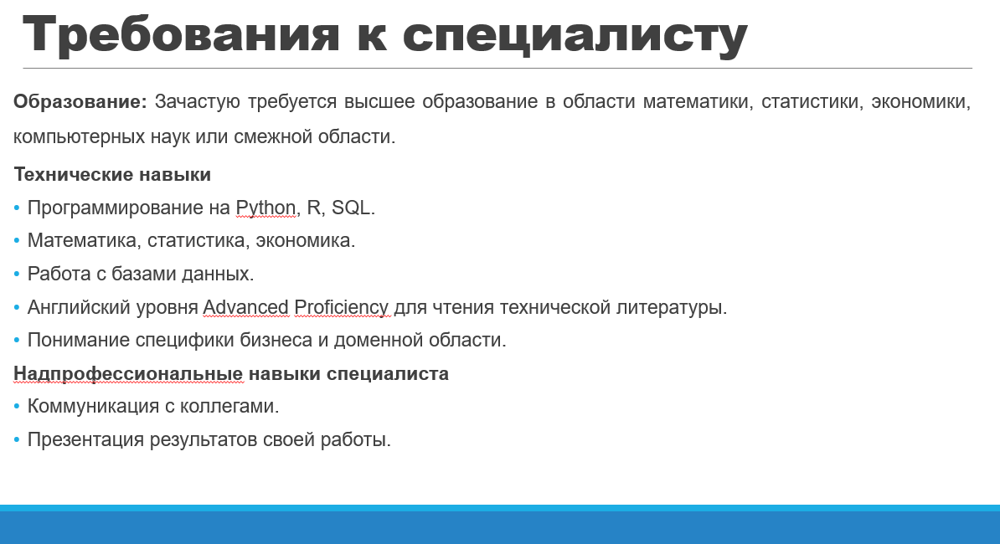 Требования к специалисту
Образование: Зачастую требуется высшее образование в области математики, статистики, экономики,
компьютерных наук или смежной области.
Технические навыки
• Программирование на Python, R, SQL.
• Математика, статистика, экономика.
• Работа с базами данных.
• Английский уровня Advanced Proficiency для чтения технической литературы.
• Понимание специфики бизнеса и доменной области.
Надпрофессиональные навыки специалиста
• Коммуникация с коллегами.
• Презентация результатов своей работы.